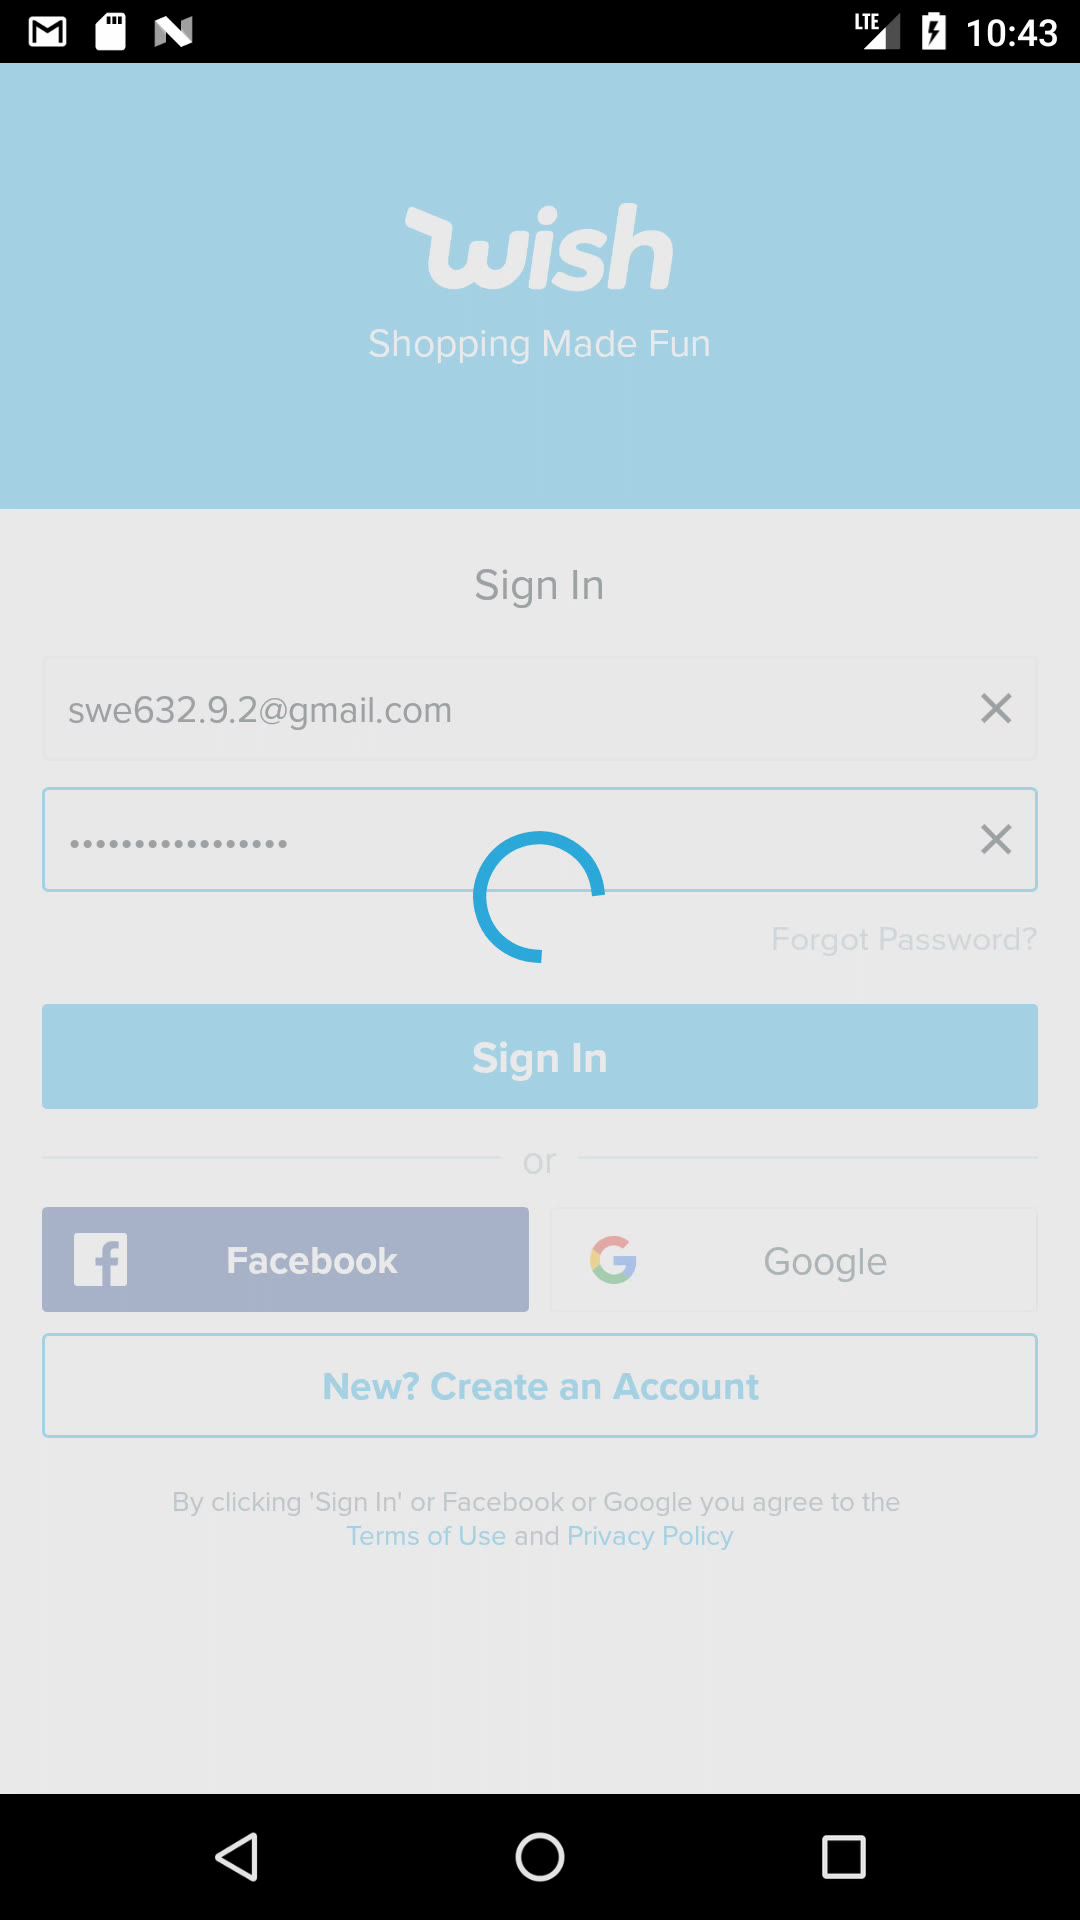 LTE 10:43
wish
Shopping Made Fun
Sign In
swe632.9.2@gmail.com
•••••••••••••••••
Forgot Password?
Sign In
or
Facebook
Google
New? Create an Account
By clicking 'Sign In' or Facebook or Google you agree to the
Terms of Use and Privacy Policy